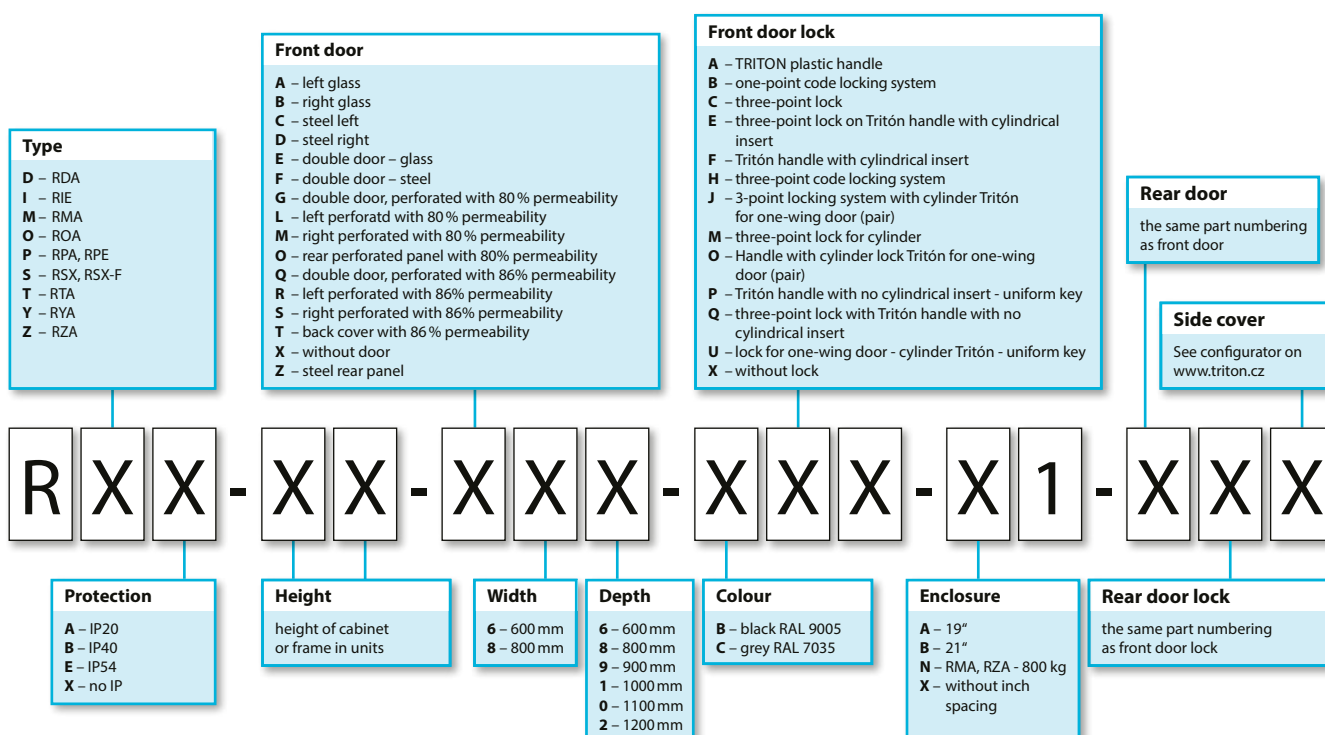 Type
D – RDA
I – RIE
M – RMA
O – ROA
P – RPA, RPE
S – RSX, RSX-F
T – RTA
Y – RYA
Z – RZA
Front door
A – left glass
B – right glass
C – steel left
D – steel right
E – double door – glass
F – double door – steel
G – double door, perforated with 80 % permeability
L – left perforatd with 80 % permeability
M – right perforated with 80 % permeability
O – rear perforated panel with 80% permeability
Q – double door, perforated with 86% permeability
R – left perforated with 86% permeability
S – right perforated with 86% permeability
T – back cover with 86 % permeability
X – without door
Z – steel rear panel
Front door lock
A – TRITON plastic handle
B – one-point code locking system
C – three-point lock
E – three-point lock on Tritón handle with cylindrical
insert
F – Tritón handle with cylindrical insert
H – three-point code locking system
J – 3-point locking system with cylinder Tritón
for one-wing door (pair)
M – three-point lock for cylinder
O – Handle with cylinder lock Tritón for one-wing
door (pair)
P – Tritón handle with no cylindrical insert - uniform key
Q – three-point lock with Tritón handle with no
cylindrical insert
U – lock for one-wing door - cylinder Tritón - uniform key
X – without lock
Rear door
the same part numbering
as front door
Side cover
See configurator on
www.triton.cz
R X X - X X - X X X - X X X - X 1 - X X X
Protection
A – IP20
B – IP40
E – IP54
X – no IP
Height
height of cabinet
or frame in units
Width
6 – 600 mm
8 – 800 mm
Depth
6 – 600 mm
8 – 800 mm
9 – 900 mm
1 – 1000 mm
0 – 1100 mm
2 – 1200 mm
Colour
B – black RAL 9005
C – grey RAL 7035
Enclosure
A – 19“
B – 21“
N – RMA, RZA - 800 kg
X – without inch
spacing
Rear door lock
the same part numbering
as front door lock